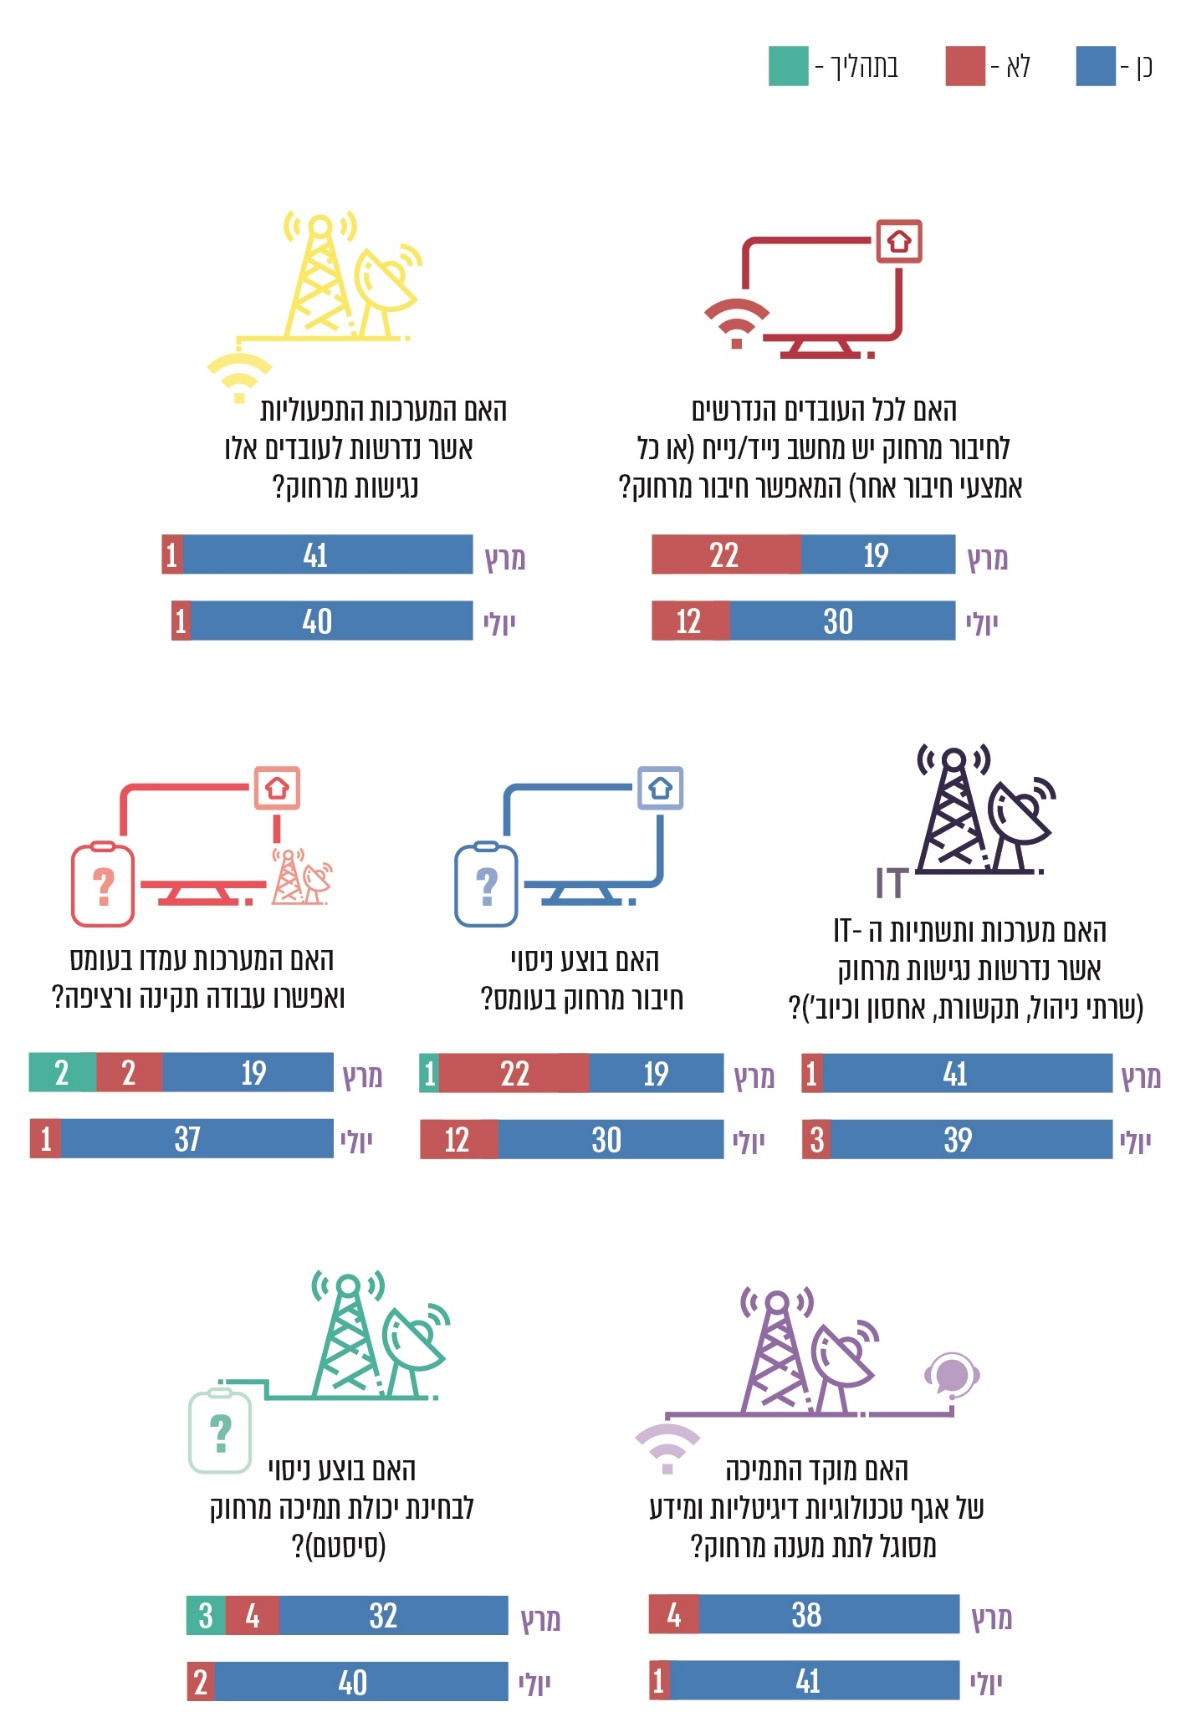 כן -
לא -
בתהליך -
האם לכל העובדים הנדרשים
לחיבור מרחוק יש מחשב נייד/נייח (או כל
אמצעי חיבור אחר) המאפשר חיבור מרחוק?
מרץ 19 22
יולי 30 12
האם המערכות התפעוליות
אשר נדרשות לעובדים אלו
נגישות מרחוק?
מרץ 41 1
יולי 40 1
IT
האם מערכות ותשתיות ה -IT
אשר נדרשות נגישות מרחוק
(שרתי ניהול, תקשורת, אחסון וכיוב')?
מרץ 41 1
יולי 39 3
?
האם בוצע ניסוי
חיבור מרחוק בעומס?
מרץ 19 22 1
יולי 30 12
?
האם המערכות עמדו בעומס
ואפשרו עבודה תקינה ורציפה?
מרץ 19 2 2
יולי 37 1
האם מוקד התמיכה
של אגף טכנולוגיות דיגיטליות ומידע
מסוגל לתת מענה מרחוק?
מרץ 38 4
יולי 41 1
?
האם בוצע ניסוי
לבחינת יכולת תמיכה מרחוק
(סיסטם)?
מרץ 32 4 3
יולי 40 2